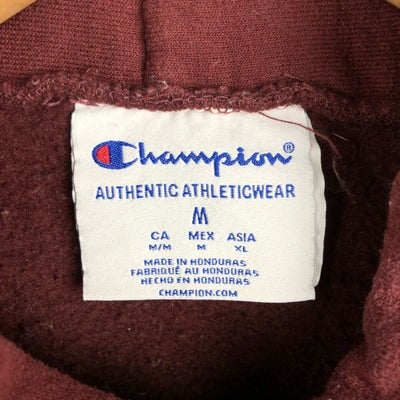 Champion®
AUTHENTIC ATHLETICWEAR
M
CA MEX ASIA
M/M M XL
MADE IN HONDURAS
FABRIQUÉ AU HONDURAS
HECHO EN HONDURAS
CHAMPION.COM